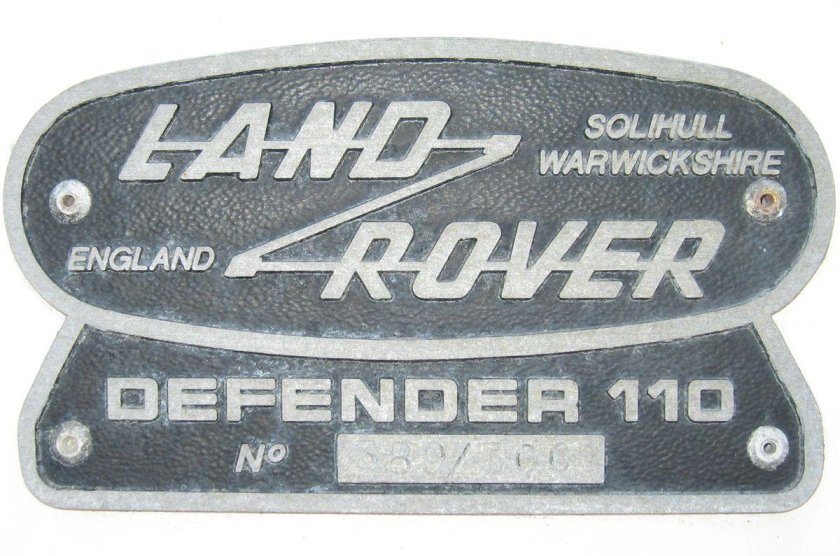 LAND
SOLIHULL
WARWICKSHIRE
ENGLAND
ROVER
DEFENDER 110
Nº